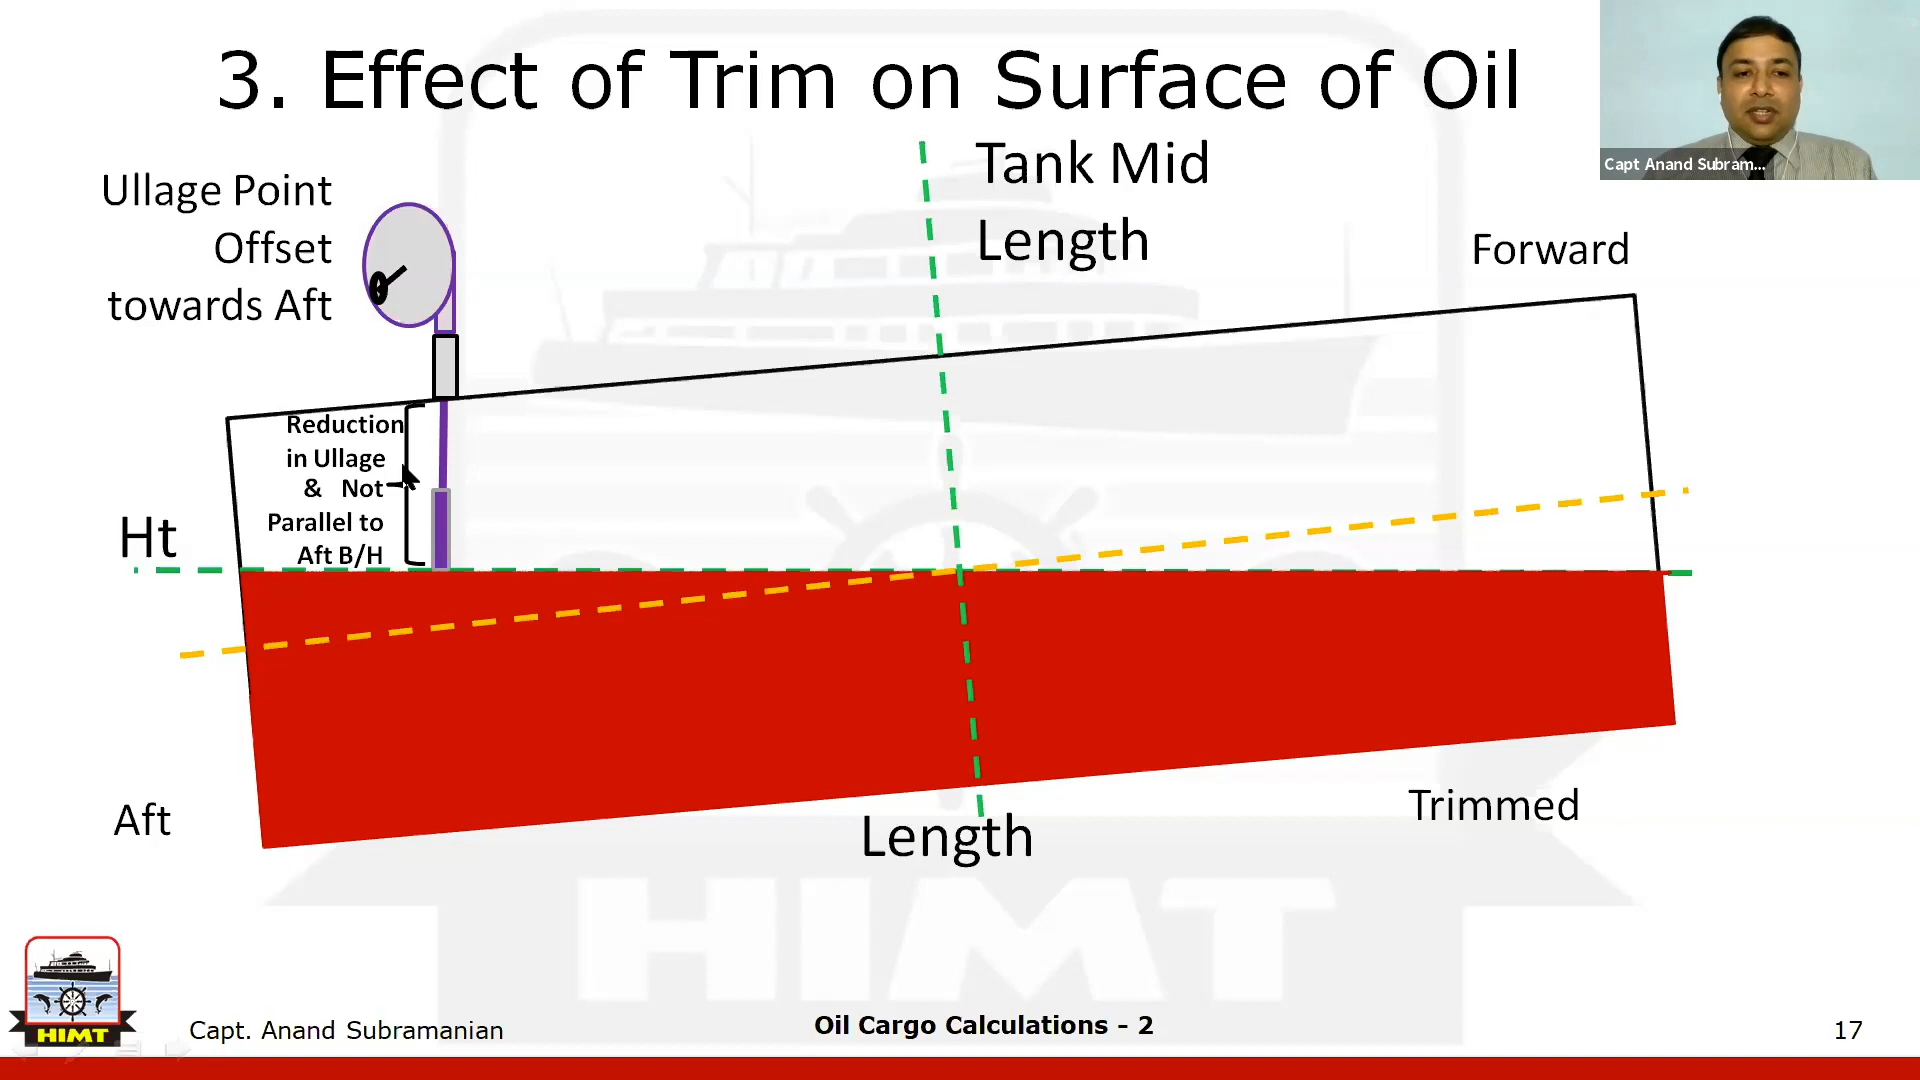 3. Effect of Trim on Surface of Oil
Capt Anand Subram...
Tank Mid
Length
Ullage Point
Offset
towards Aft
Forward
Reduction
in Ullage
& Not
Parallel to
Aft B/H
Ht
Aft
Length
Trimmed
HIMT
HIMT
Capt. Anand Subramanian
Oil Cargo Calculations - 2
17